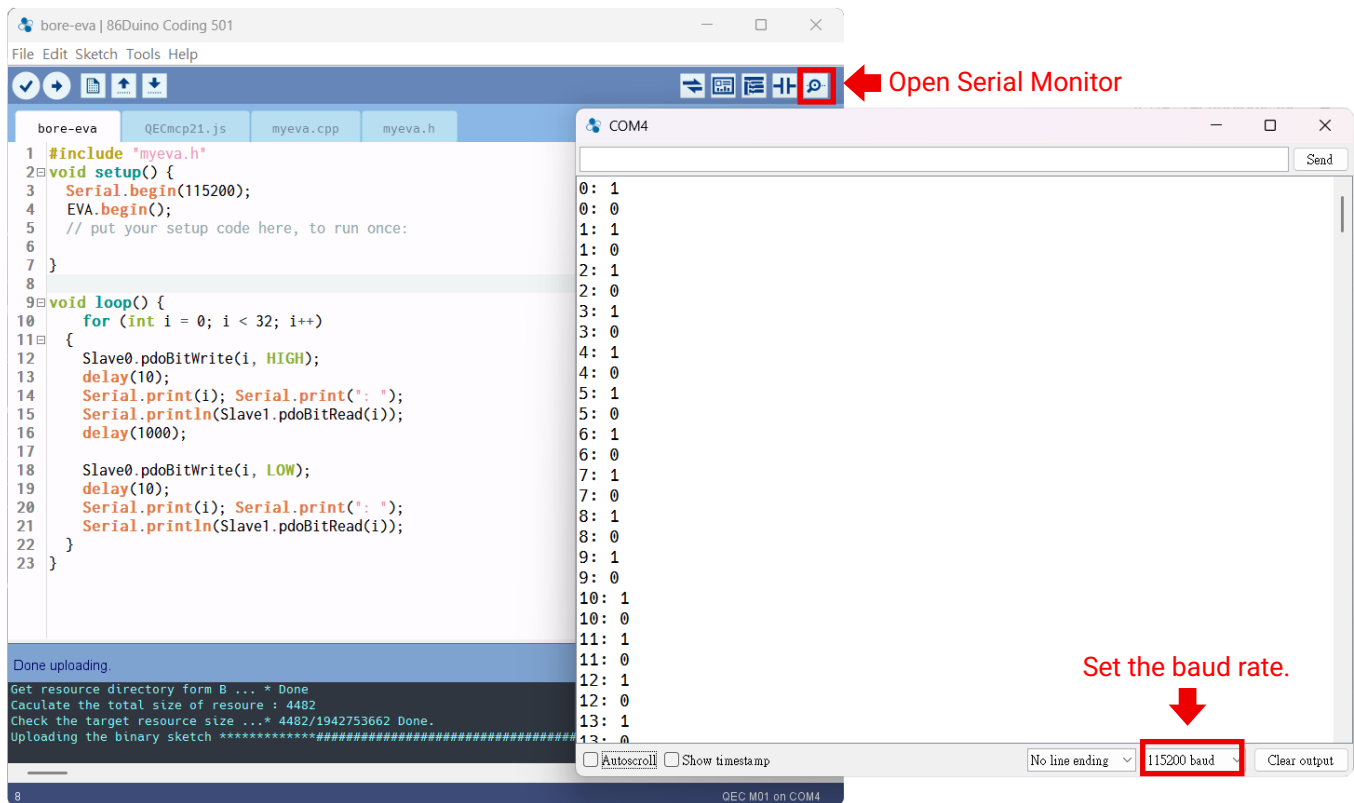 bore-eva | 86Duino Coding 501
File Edit Sketch Tools Help
Open Serial Monitor
bore-eva QECmcp21.js myeva.cpp myeva.h
1 #include "myeva.h"
2 void setup() {
3 Serial.begin(115200);
4 EVA.begin();
5 // put your setup code here, to run once:
6
7 }
8
9 void loop() {
10 for (int i = 0; i < 32; i++)
11 {
12 Slave0.pdoBitWrite(i, HIGH);
13 delay(10);
14 Serial.print(i); Serial.print(": ");
15 Serial.println(Slave1.pdoBitRead(i));
16 delay(1000);
17
18 Slave0.pdoBitWrite(i, LOW);
19 delay(10);
20 Serial.print(i); Serial.print(": ");
21 Serial.println(Slave1.pdoBitRead(i));
22 }
23 }
Done uploading.
Get resource directory form B ... * Done
Caculate the total size of resoure : 4482
Check the target resource size ...* 4482/1942753662 Done.
Uploading the binary sketch *************###################################
8
QEC M01 on COM4
COM4
Send
0: 1
0: 0
1: 1
1: 0
2: 1
2: 0
3: 1
3: 0
4: 1
4: 0
5: 1
5: 0
6: 1
6: 0
7: 1
7: 0
8: 1
8: 0
9: 1
9: 0
10: 1
10: 0
11: 1
11: 0
12: 1
12: 0
13: 1
13: 0
Set the baud rate.
Autoscroll Show timestamp No line ending 115200 baud Clear output